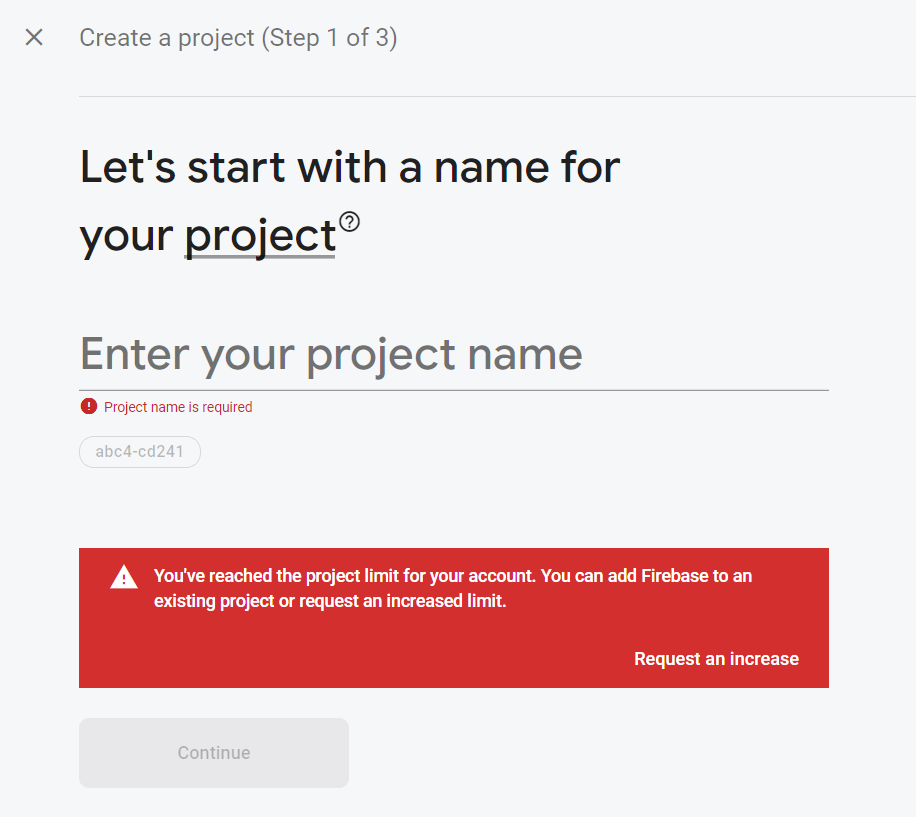 Create a project (Step 1 of 3)
Let's start with a name for
your project
Enter your project name
Project name is required
abc4-cd241
You've reached the project limit for your account. You can add Firebase to an
existing project or request an increased limit.
Request an increase
Continue